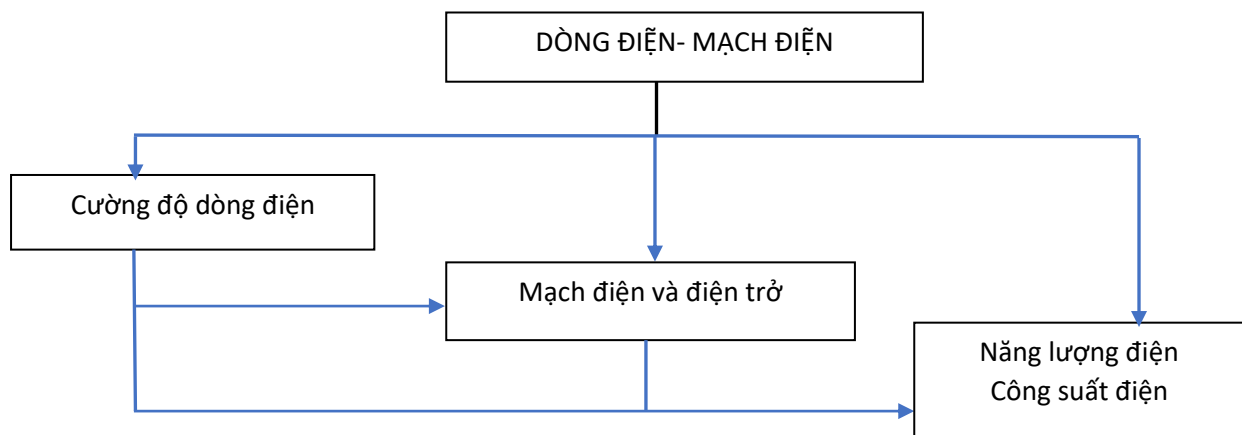 DÒNG ĐIỆN- MẠCH ĐIỆN
Cường độ dòng điện
Mạch điện và điện trở
Năng lượng điện
Công suất điện